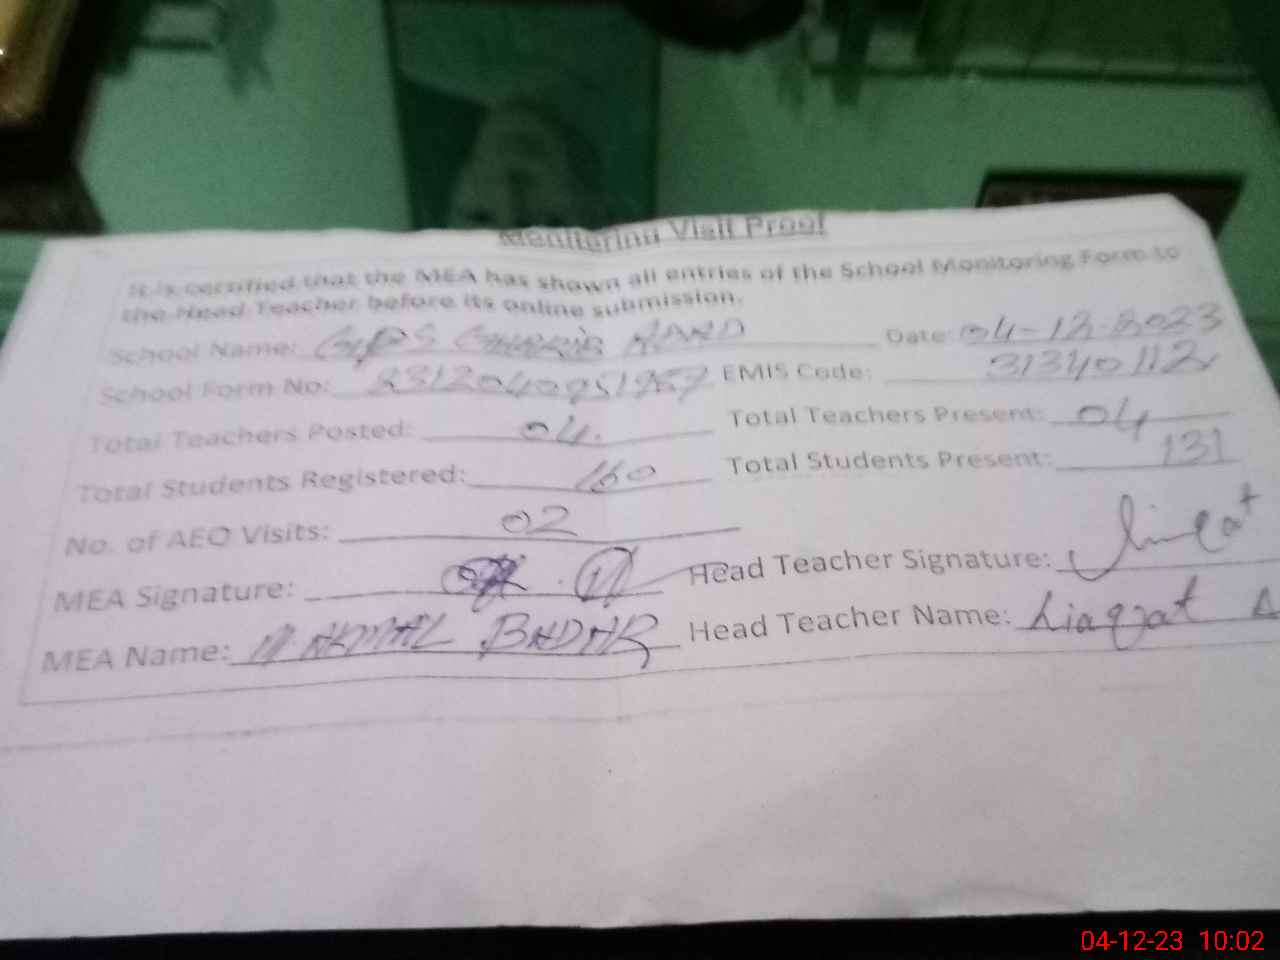 Monitoring Visit Proof
It is certified that the MEA has shown all entries of the School Monitoring Form to
the Head Teacher before its online submission.
School Name: GPS Date: 04-12-2023
School Form No: EMIS Code: 31340112
Total Teachers Posted: 04. Total Teachers Present: 04
Total Students Registered: 160 Total Students Present: 131
No. of AEO Visits: 02
MEA Signature: Head Teacher Signature: Liaqat
MEA Name: BADAR Head Teacher Name: Liaqat A
04-12-23 10:02